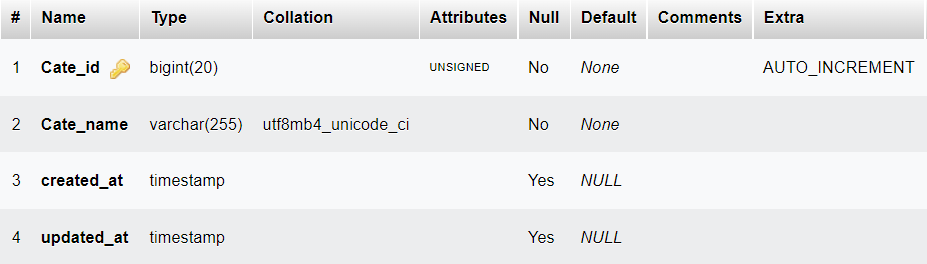 # Name Type Collation Attributes Null Default Comments Extra
1 Cate_id bigint(20) UNSIGNED No None AUTO_INCREMENT
2 Cate_name varchar(255) utf8mb4_unicode_ci No None
3 created_at timestamp Yes NULL
4 updated_at timestamp Yes NULL